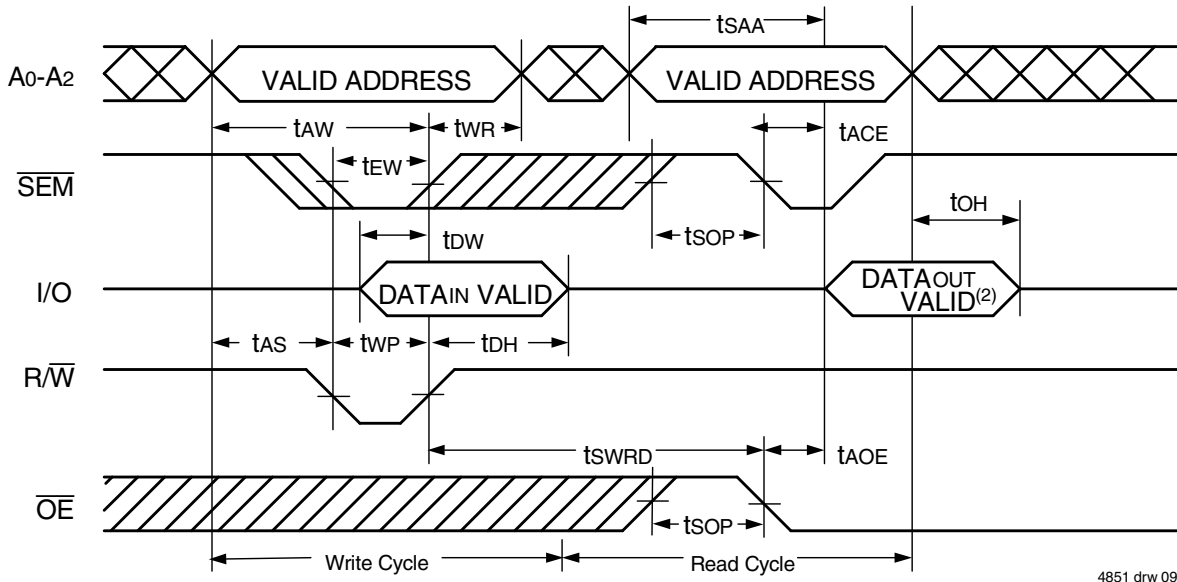 tSAA
A0-A2
VALID ADDRESS
VALID ADDRESS
tAW
tWR
tACE
tEW
SEM
tOH
tSOP
tDW
I/O
DATAIN VALID
DATAOUT
VALID(2)
tAS
tWP
tDH
R/W
tSWRD
tAOE
OE
tSOP
Write Cycle
Read Cycle
4851 drw 09